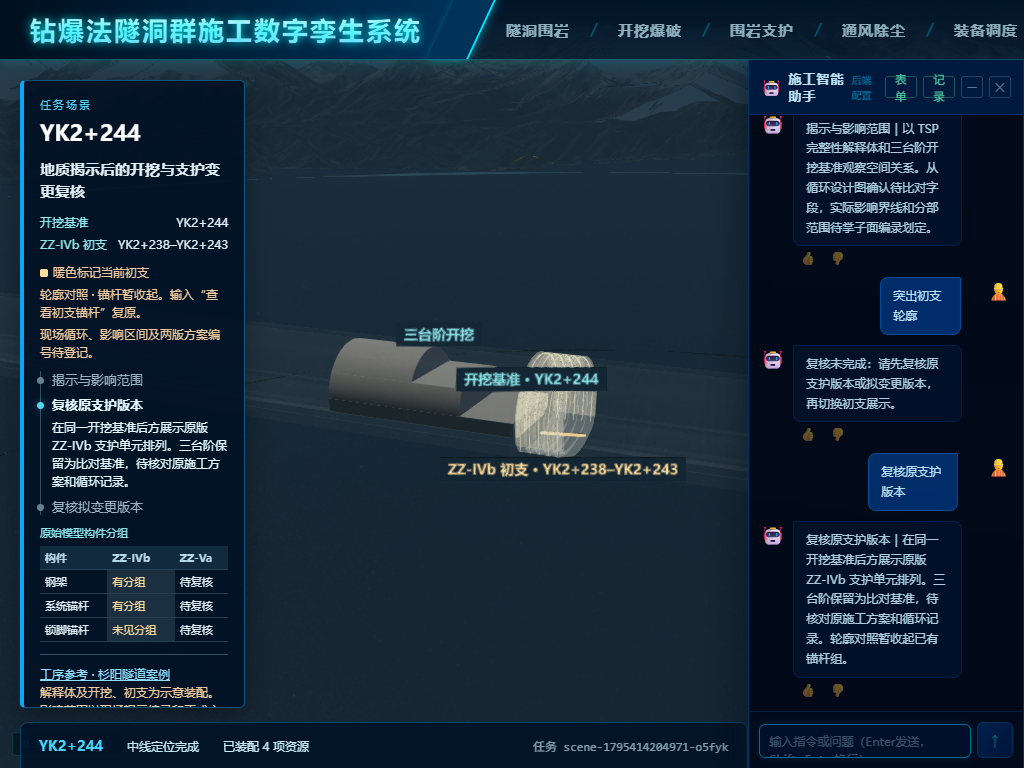 钻爆法隧洞群施工数字孪生系统
隧洞围岩 / 开挖爆破 / 围岩支护 / 通风除尘 / 装备调度
任务场景
YK2+244
地质揭示后的开挖与支护变
更复核
开挖基准 YK2+244
ZZ-IVb 初支 YK2+238—YK2+243
暖色标记当前初支
轮廓对照 · 锚杆暂收起。输入“查
看初支锚杆”复原。
现场循环、影响区间及两版方案编
号待登记。
揭示与影响范围
复核原支护版本
在同一开挖基准后方展示原版
ZZ-IVb 支护单元排列。三台阶保
留为比对基准，待核对原施工方
案和循环记录。
复核拟变更版本
原始模型构件分组
构件 ZZ-IVb ZZ-Va
钢架 有分组 待复核
系统锚杆 有分组 待复核
锁脚锚杆 未见分组 待复核
工序参考 · 杉阳隧道案例
解释体及开挖、初支为示意装配。
三台阶开挖
开挖基准 • YK2+244
ZZ-IVb 初支 • YK2+238—YK2+243
YK2+244 中线定位完成 已装配 4 项资源 任务 scene-1795414204971-o5fyk
施工智能
助手
后端
配置
表
单
记
录
揭示与影响范围 | 以 TSP
完整性解释体和三台阶开
挖基准观察空间关系。从
循环设计图确认待比对字
段，实际影响界线和分部
范围待掌子面编录划定。
突出初支
轮廓
复核未完成：请先复核原
支护版本或拟变更版本，
再切换初支展示。
复核原支护
版本
复核原支护版本 | 在同一
开挖基准后方展示原版
ZZ-IVb 支护单元排列。三
台阶保留为比对基准，待
核对原施工方案和循环记
录。轮廓对照暂收起已有
锚杆组。
输入指令或问题（Enter发送，